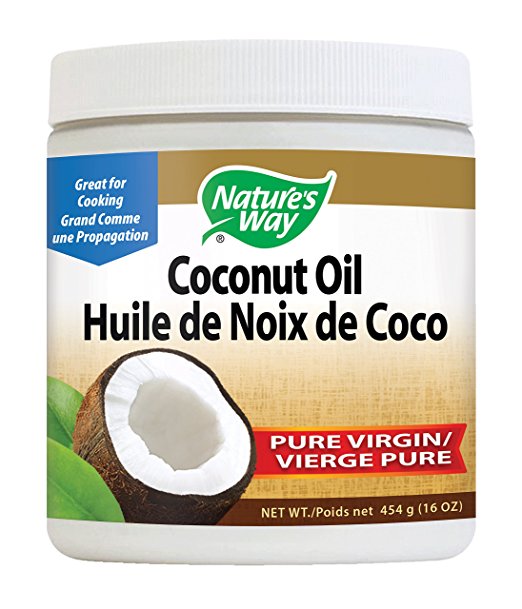 Great for
Cooking
Grand Comme
une Propagation
Nature's
Way
®
Coconut Oil
Huile de Noix de Coco
PURE VIRGIN/
VIERGE PURE
NET WT./Poids net 454 g (16 OZ)